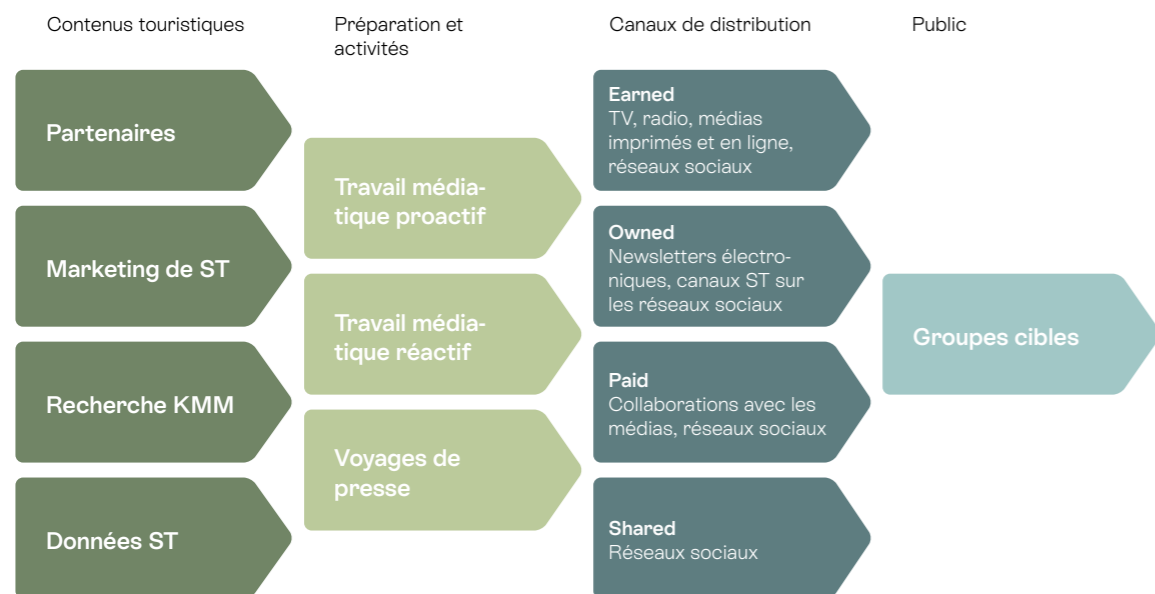 Contenus touristiques
Préparation et
activités
Canaux de distribution
Public
Partenaires
Marketing de ST
Recherche KMM
Données ST
Travail média-
tique proactif
Travail média-
tique réactif
Voyages de
presse
Earned
TV, radio, médias
imprimés et en ligne,
réseaux sociaux
Owned
Newsletters électro-
niques, canaux ST sur
les réseaux sociaux
Paid
Collaborations avec les
médias, réseaux sociaux
Shared
Réseaux sociaux
Groupes cibles